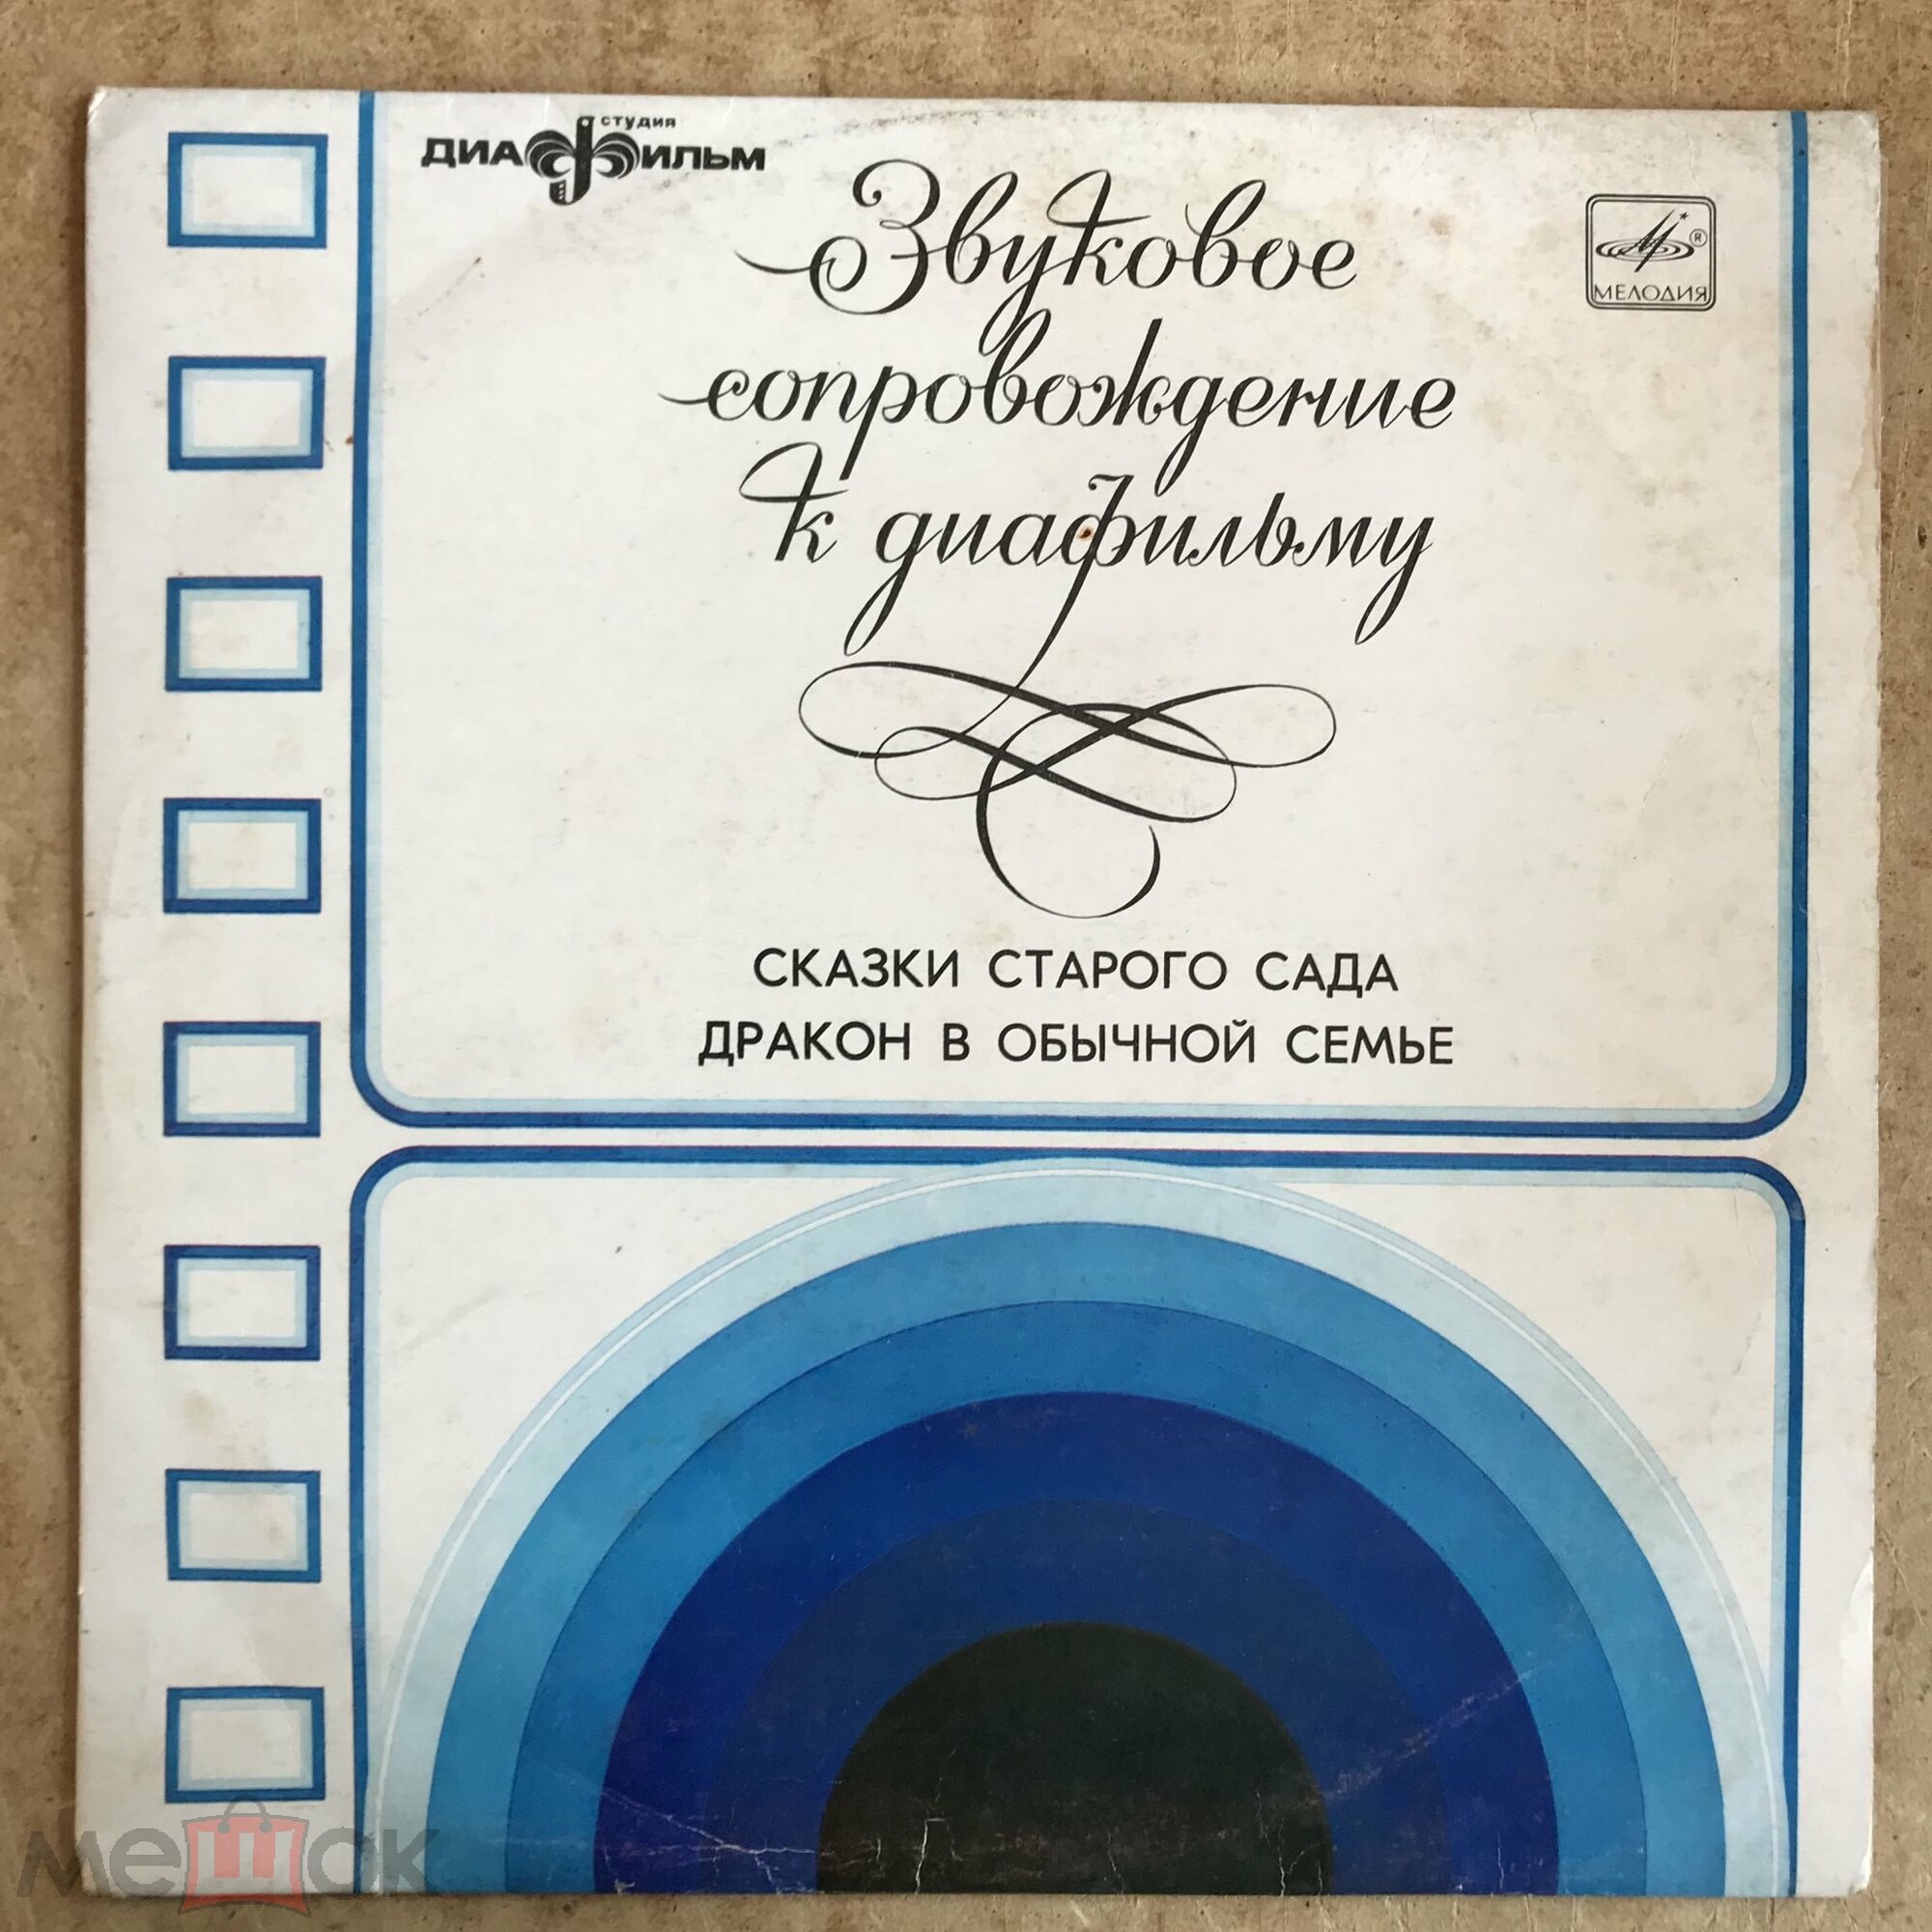 студия
ДИАФИЛЬМ
Звуковое
сопровождение
к диафильму
МЕЛОДИЯ
®
СКАЗКИ СТАРОГО САДА
ДРАКОН В ОБЫЧНОЙ СЕМЬЕ
мешок